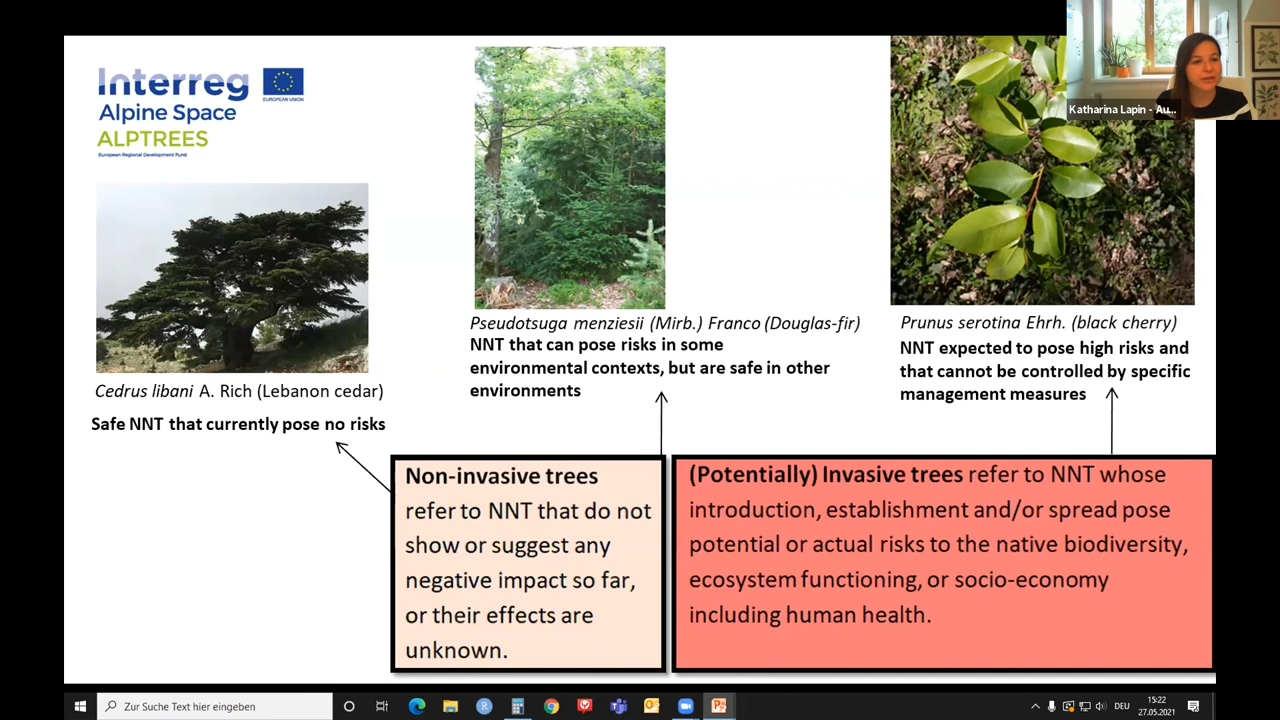 Interreg
EUROPEAN UNION
Alpine Space
ALPTREES
European Regional Development Fund
Katharina Lapin - Au...
Cedrus libani A. Rich (Lebanon cedar)
Safe NNT that currently pose no risks
Pseudotsuga menziesii (Mirb.) Franco (Douglas-fir)
NNT that can pose risks in some
environmental contexts, but are safe in other
environments
Prunus serotina Ehrh. (black cherry)
NNT expected to pose high risks and
that cannot be controlled by specific
management measures
Non-invasive trees
refer to NNT that do not
show or suggest any
negative impact so far,
or their effects are
unknown.
(Potentially) Invasive trees refer to NNT whose
introduction, establishment and/or spread pose
potential or actual risks to the native biodiversity,
ecosystem functioning, or socio-economy
including human health.
Zur Suche Text hier eingeben
DEU
15:22
27.05.2021